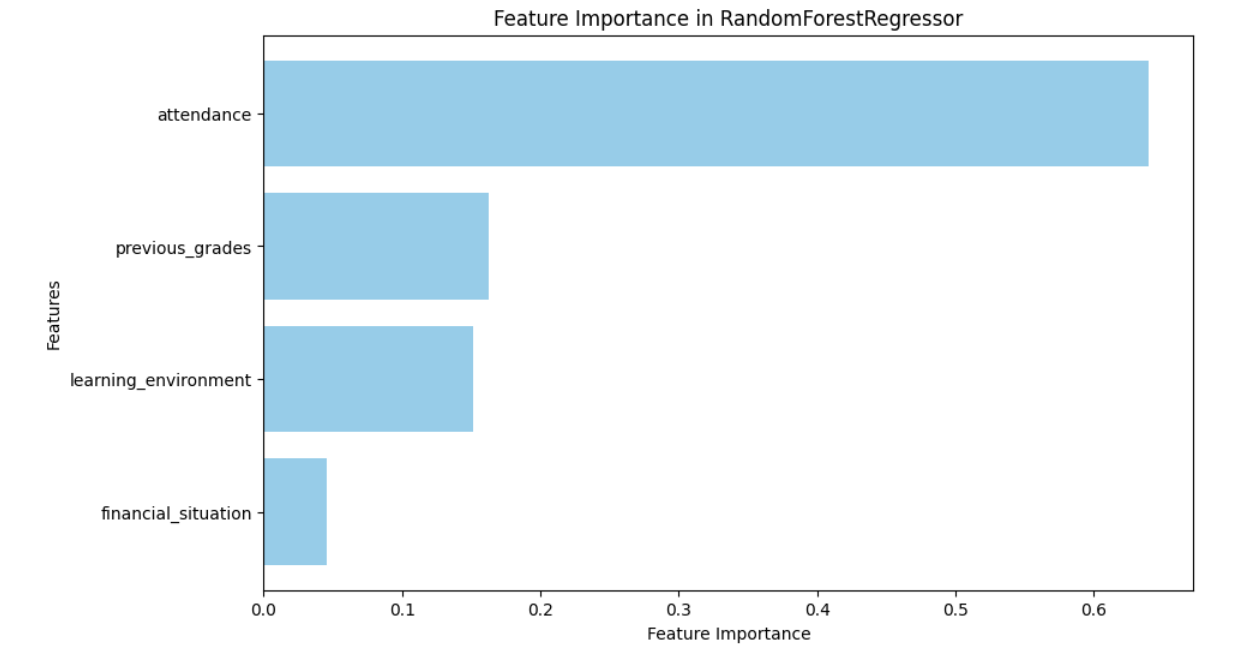 Feature Importance in RandomForestRegressor
Features
attendance
previous_grades
learning_environment
financial_situation
0.0 0.1 0.2 0.3 0.4 0.5 0.6
Feature Importance